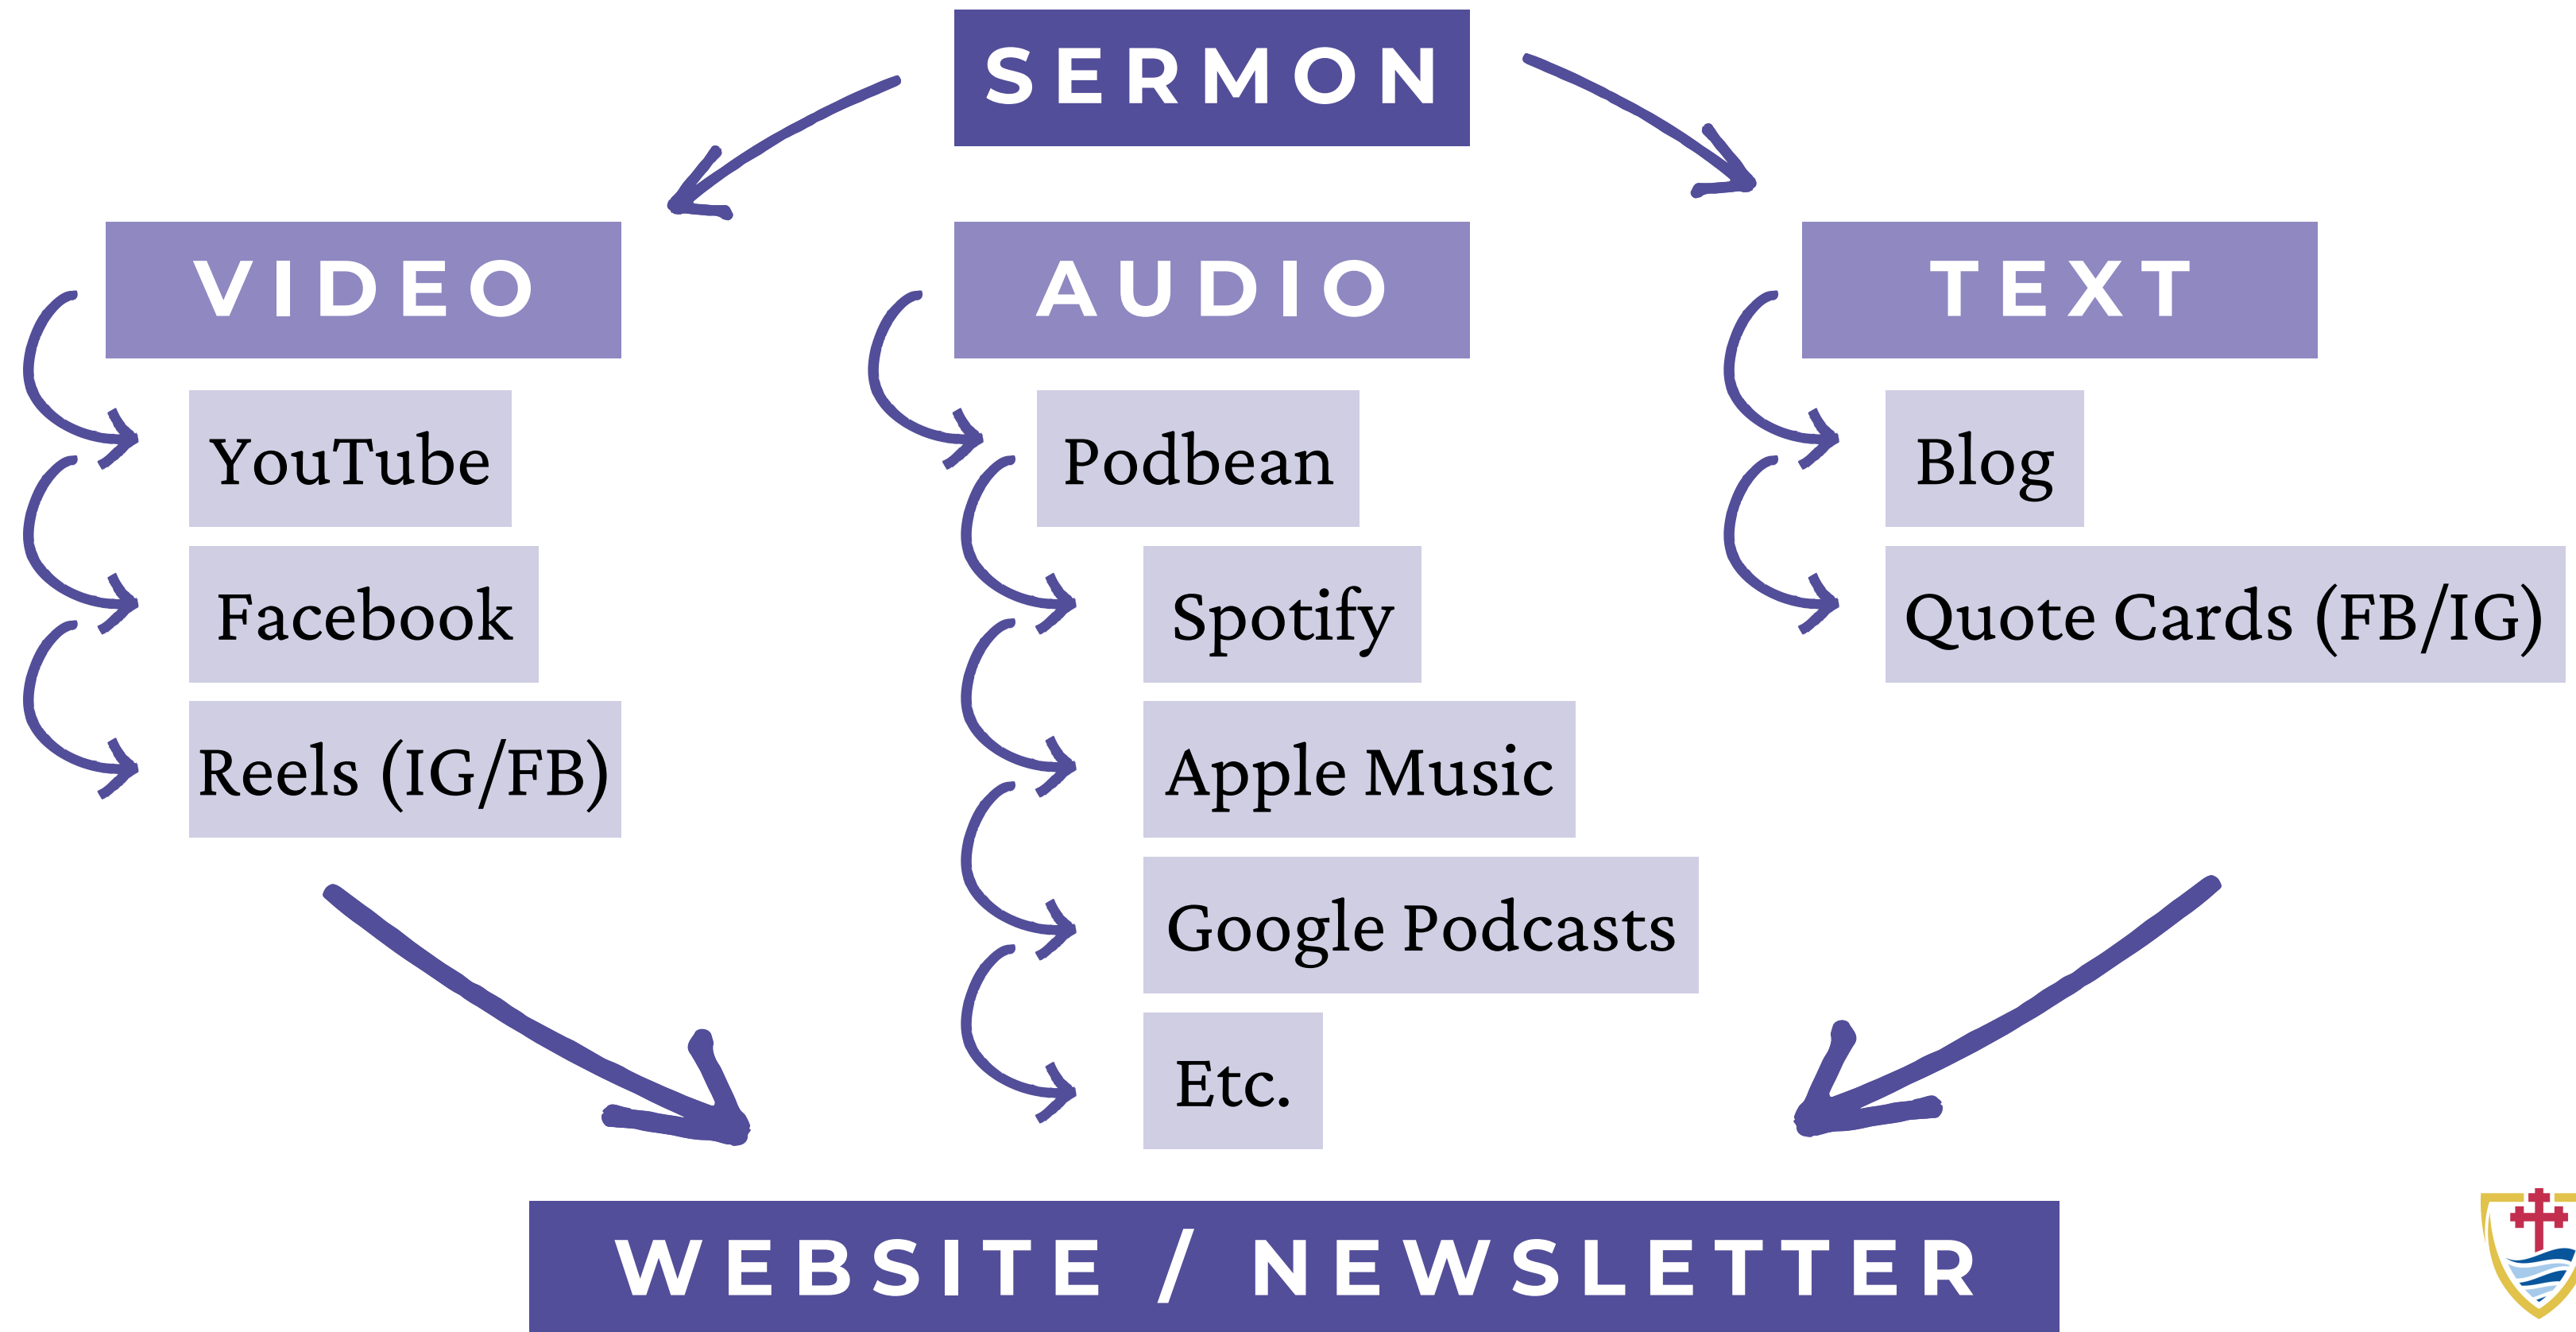 SERMON
VIDEO
YouTube
Facebook
Reels (IG/FB)
AUDIO
Podbean
Spotify
Apple Music
Google Podcasts
Etc.
TEXT
Blog
Quote Cards (FB/IG)
WEBSITE / NEWSLETTER